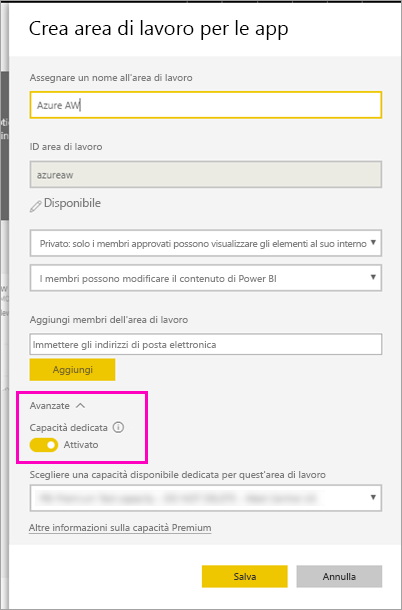 Crea area di lavoro per le app
Assegnare un nome all'area di lavoro
Azure AW
ID area di lavoro
azureaw
Disponibile
Privato: solo i membri approvati possono visualizzare gli elementi al suo interno
I membri possono modificare il contenuto di Power BI
Aggiungi membri dell'area di lavoro
Immettere gli indirizzi di posta elettronica
Aggiungi
Avanzate
Capacità dedicata
Attivato
Scegliere una capacità disponibile dedicata per quest'area di lavoro
Altre informazioni sulla capacità Premium
Salva
Annulla